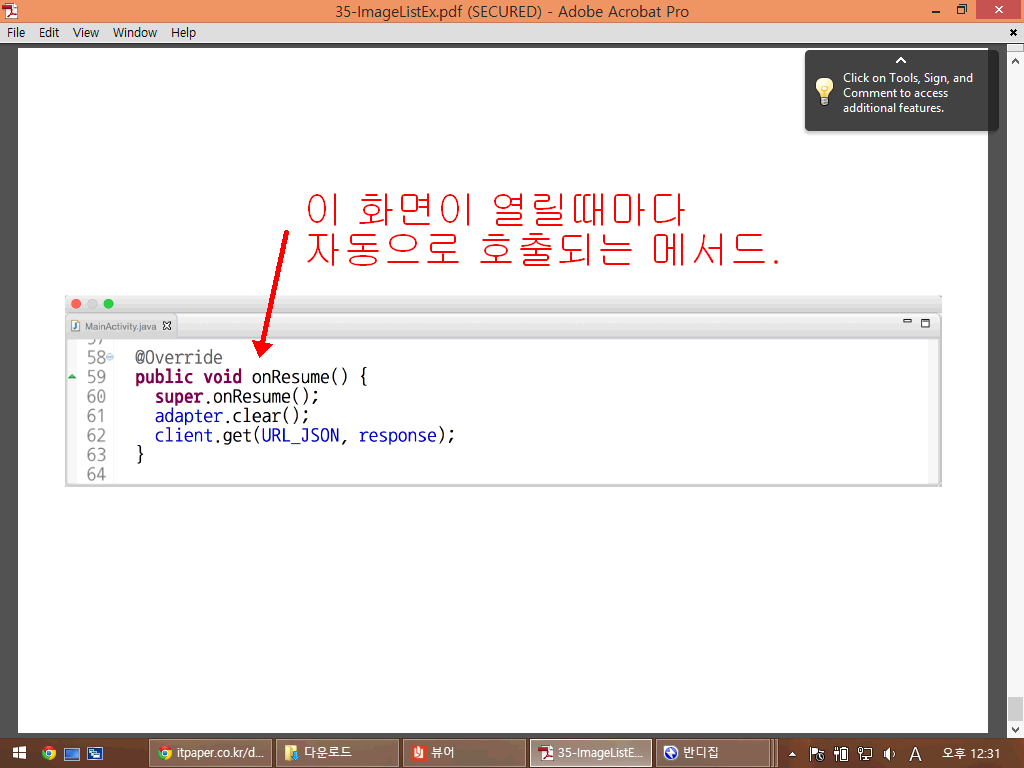 35-ImageListEx.pdf (SECURED) - Adobe Acrobat Pro
File Edit View Window Help
Click on Tools, Sign, and
Comment to access
additional features.
이 화면이 열릴때마다
자동으로 호출되는 메서드.
MainActivity.java
57
58 @Override
59 public void onResume() {
60 super.onResume();
61 adapter.clear();
62 client.get(URL_JSON, response);
63 }
64
itpaper.co.kr/d... 다운로드 뷰어 35-ImageListE... 반디집 A 오후 12:31